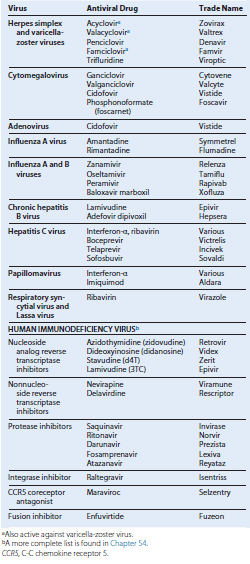 Virus Antiviral Drug Trade Name
Herpes simplex Acyclovirᵃ Zovirax
and varicella- Valacyclovirᵃ Valtrex
zoster viruses Penciclovir Denavir
Famciclovirᵃ Famvir
Trifluridine Viroptic
Cytomegalovirus Ganciclovir Cytovene
Valganciclovir Valcyte
Cidofovir Vistide
Phosphonoformate Foscavir
(foscarnet)
Adenovirus Cidofovir Vistide
Influenza A virus Amantadine Symmetrel
Rimantadine Flumadine
Influenza A and B Zanamivir Relenza
viruses Oseltamivir Tamiflu
Peramivir Rapivab
Baloxavir marboxil Xofluza
Chronic hepatitis Lamivudine Epivir
B virus Adefovir dipivoxil Hepsera
Hepatitis C virus Interferon-α, ribavirin Various
Boceprevir Victrelis
Telaprevir Incivek
Sofosbuvir Sovaldi
Papillomavirus Interferon-α Various
Imiquimod Aldara
Respiratory syn- Ribavirin Virazole
cytial virus and
Lassa virus
HUMAN IMMUNODEFICIENCY VIRUSᵇ
Nucleoside Azidothymidine (zidovudine) Retrovir
analog reverse Dideoxyinosine (didanosine) Videx
transcriptase Stavudine (d4T) Zerit
inhibitors Lamivudine (3TC) Epivir
Nonnucleo- Nevirapine Viramune
side reverse Delavirdine Rescriptor
transcriptase
inhibitors
Protease inhibitors Saquinavir Invirase
Ritonavir Norvir
Darunavir Prezista
Fosamprenavir Lexiva
Atazanavir Reyataz
Integrase inhibitor Raltegravir Isentriss
CCR5 coreceptor Maraviroc Selzentry
antagonist
Fusion inhibitor Enfuvirtide Fuzeon
ᵃAlso active against varicella-zoster virus.
ᵇA more complete list is found in Chapter 54.
CCR5, C-C chemokine receptor 5.